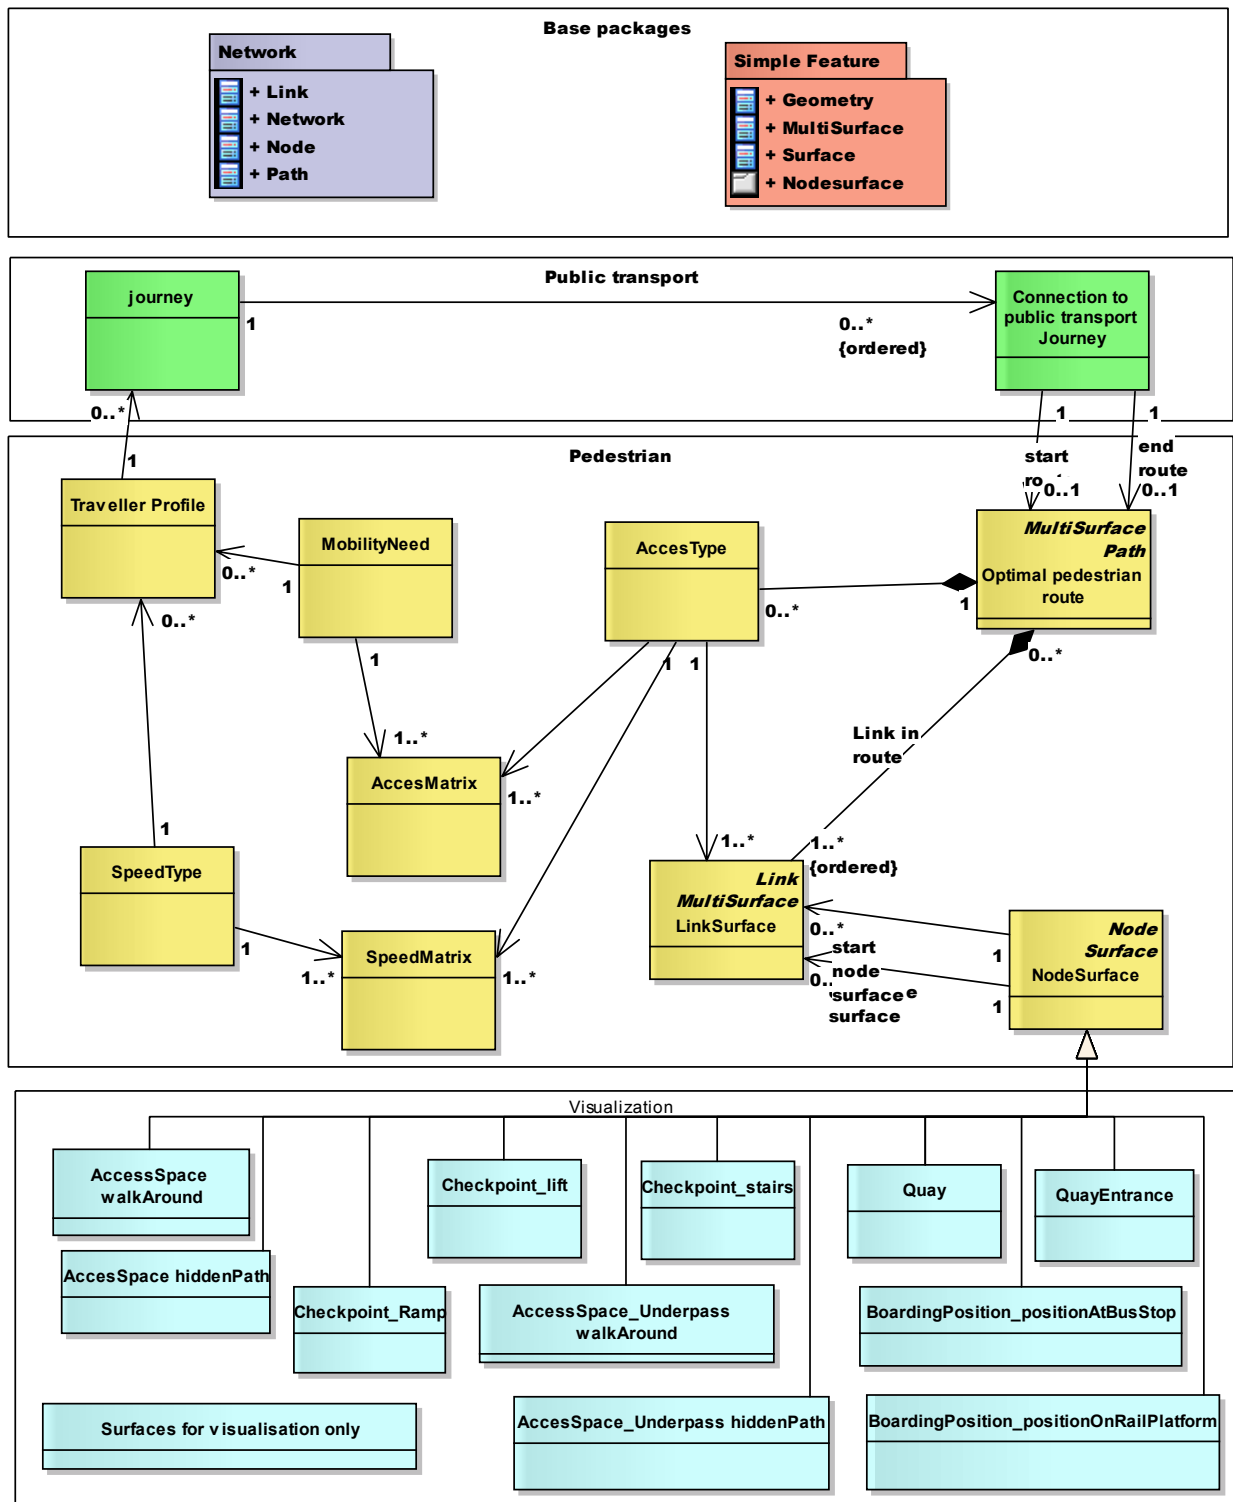 Base packages
Network
+ Link
+ Network
+ Node
+ Path
Simple Feature
+ Geometry
+ MultiSurface
+ Surface
+ Nodesurface
Public transport
journey
1
0..*
{ordered}
Connection to
public transport
Journey
0..*
1
1
1
start
0..1
end
route
0..1
Pedestrian
Traveller Profile
0..*
0..*
MobilityNeed
1
1
AccesType
0..*
1
1
1
MultiSurface
Path
Optimal pedestrian
route
0..*
Link in
route
1..*
AccesMatrix
1..*
1
SpeedType
1
1..*
SpeedMatrix
1..*
1..*
1..*
{ordered}
Link
MultiSurface
LinkSurface
0..*
start
node
surface
surface
1
1
Node
Surface
NodeSurface
Visualization
AccessSpace
walkAround
AccesSpace hiddenPath
Checkpoint_Ramp
Checkpoint_lift
AccessSpace_Underpass
walkAround
Checkpoint_stairs
AccesSpace_Underpass hiddenPath
Quay
QuayEntrance
BoardingPosition_positionAtBusStop
BoardingPosition_positionOnRailPlatform
Surfaces for visualisation only